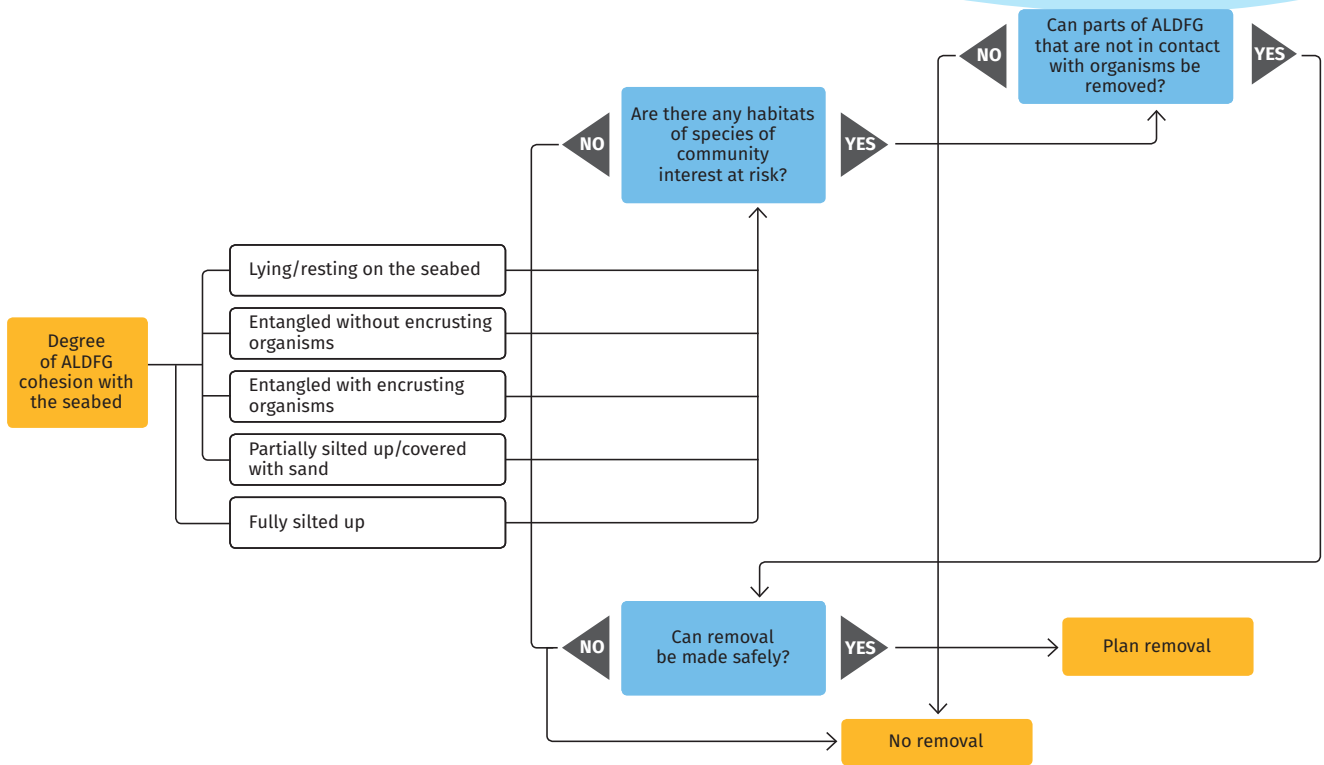 Can parts of ALDFG
that are not in contact
with organisms be
removed?
NO
YES
Are there any habitats
of species of
community
interest at risk?
NO
YES
Degree
of ALDFG
cohesion with
the seabed
Lying/resting on the seabed
Entangled without encrusting
organisms
Entangled with encrusting
organisms
Partially silted up/covered
with sand
Fully silted up
NO
Can removal
be made safely?
YES
Plan removal
No removal